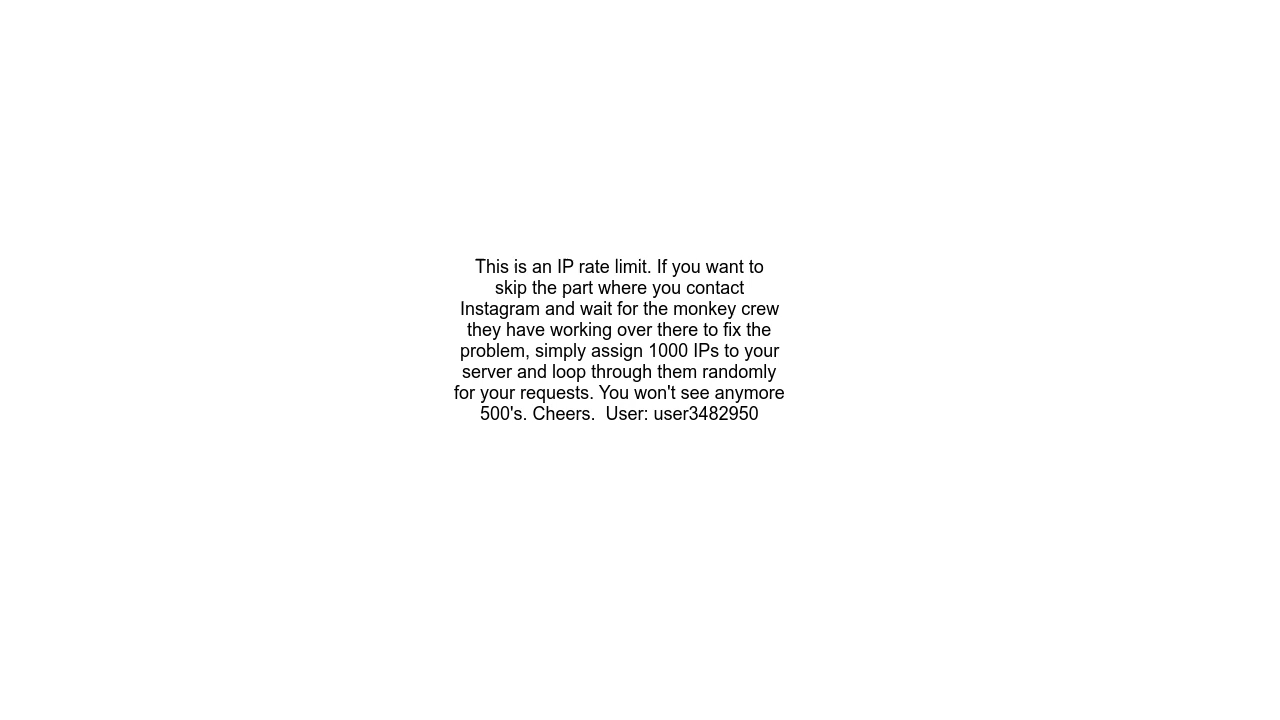 This is an IP rate limit. If you want to
skip the part where you contact
Instagram and wait for the monkey crew
they have working over there to fix the
problem, simply assign 1000 IPs to your
server and loop through them randomly
for your requests. You won't see anymore
500's. Cheers.  User: user3482950